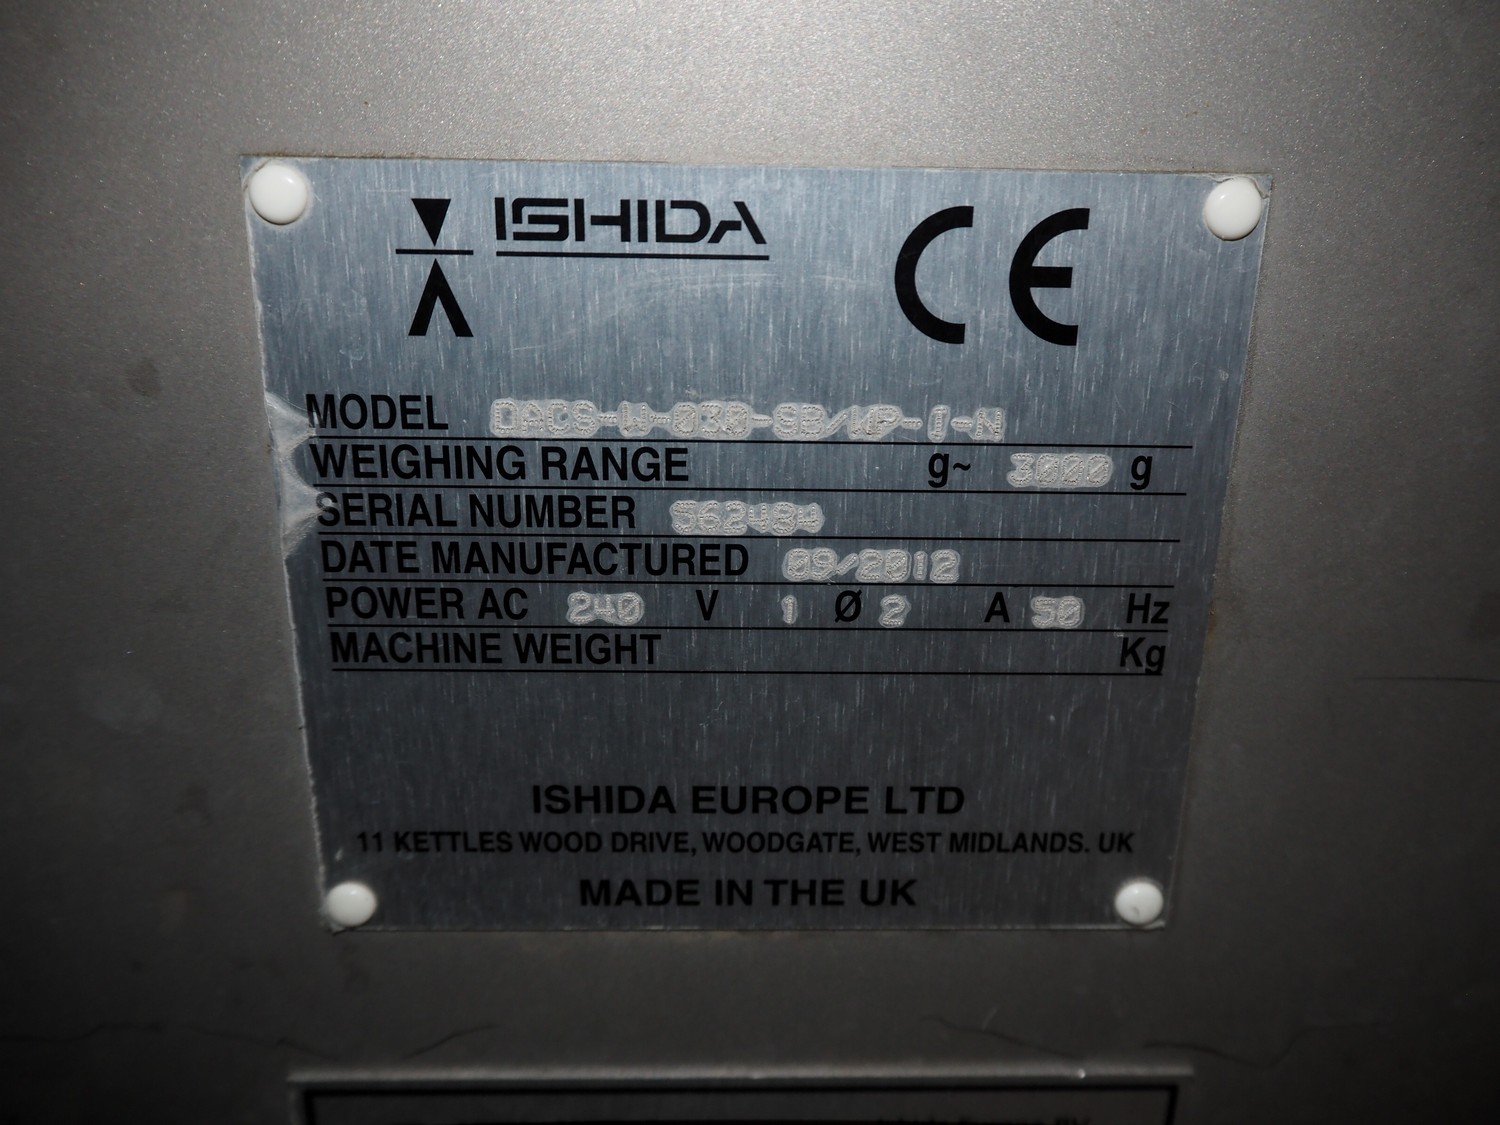 ISHIDA
CE
MODEL DACS-W-030-SB/WP-I-N
WEIGHING RANGE g~ 3000 g
SERIAL NUMBER 562484
DATE MANUFACTURED 09/2012
POWER AC 240 V 1 Ø 2 A 50 Hz
MACHINE WEIGHT Kg
ISHIDA EUROPE LTD
11 KETTLES WOOD DRIVE, WOODGATE, WEST MIDLANDS. UK
MADE IN THE UK